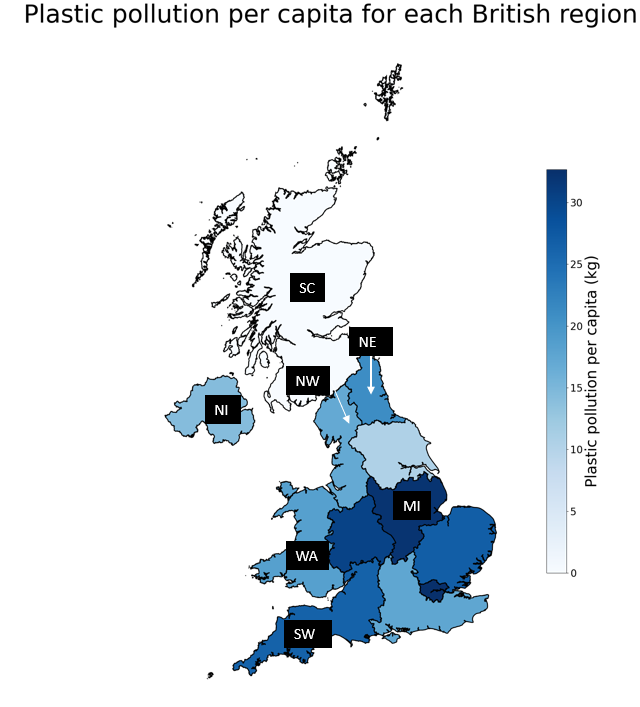 Plastic pollution per capita for each British region
SC
NE
NW
NI
MI
WA
SW
30
25
20
15
10
5
0
Plastic pollution per capita (kg)